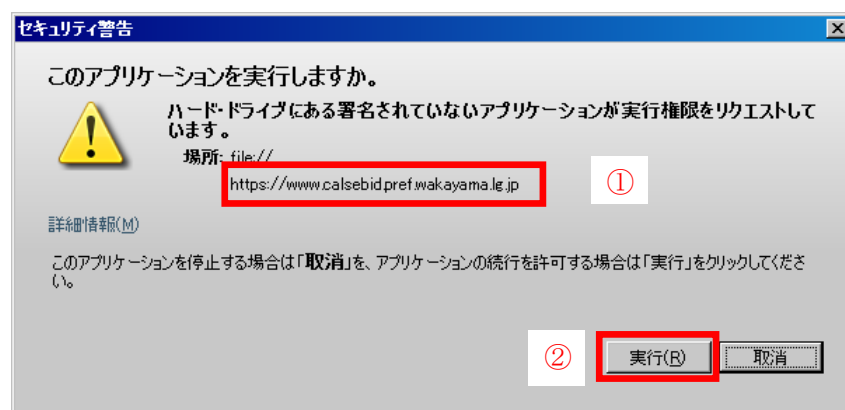 セキュリティ警告
このアプリケーションを実行しますか。
ハード・ドライブにある署名されていないアプリケーションが実行権限をリクエストして
います。
場所: file://
https://www.calsebid.pref.wakayama.lg.jp
①
詳細情報(M)
このアプリケーションを停止する場合は「取消」を、アプリケーションの続行を許可する場合は「実行」をクリックしてくださ
い。
②
実行(R)
取消